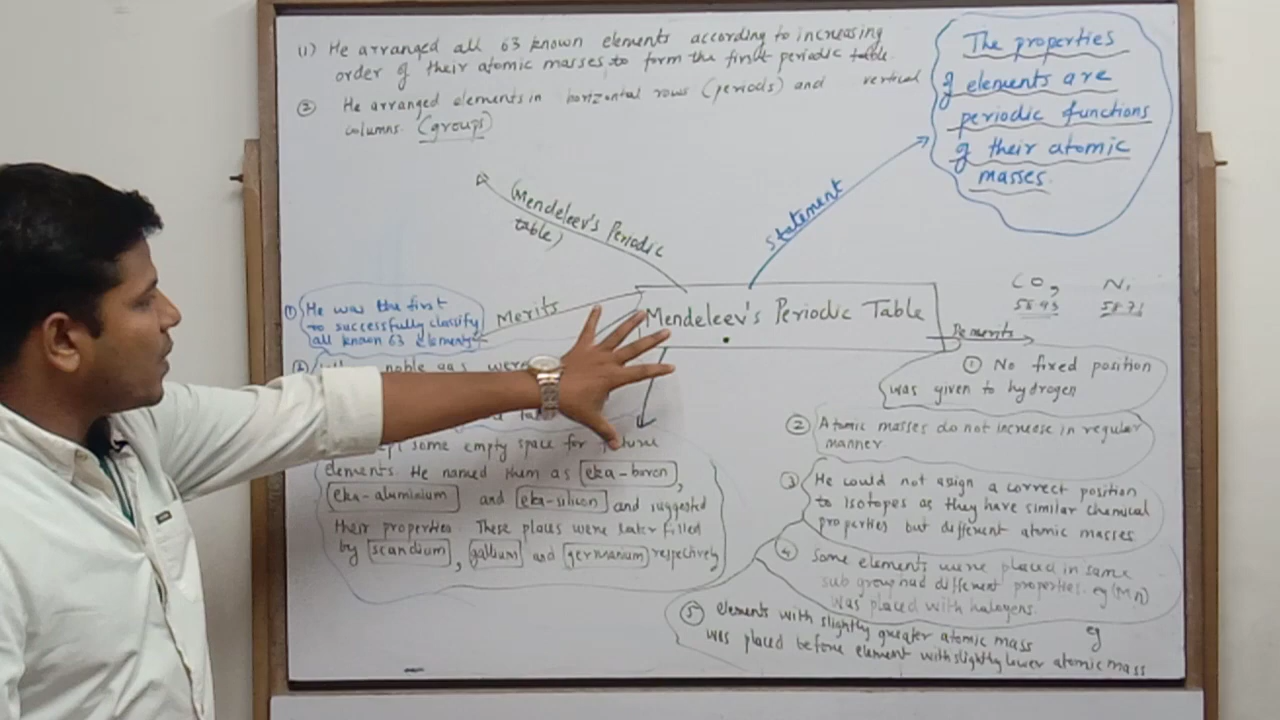 (1) He arranged all 63 known elements according to increasing
order of their atomic masses to form the first periodic table.
② He arranged elements in horizontal rows (periods) and vertical
columns. (groups)
The properties
of elements are
periodic functions
of their atomic
masses.
(Mendeleev's Periodic
table)
Statement
Mendeleev's Periodic Table
Merits
① He was the first
to successfully classify
all known 63 elements
noble gas were
some empty space for future
elements. He named them as eka-boron,
eka-aluminium and eka-silicon and suggested
their properties. These places were later filled
by scandium, gallium and germanium respectively
CO, Ni
58.93 58.71
Demerits
① No fixed position
was given to hydrogen
② Atomic masses do not increase in regular
manner
③ He could not assign a correct position
to Isotopes as they have similar chemical
properties but different atomic masses.
④ Some elements were placed in same
sub group had different properties. eg (Mn)
was placed with halogens.
⑤ elements with slightly greater atomic mass eg
was placed before element with slightly lower atomic mass